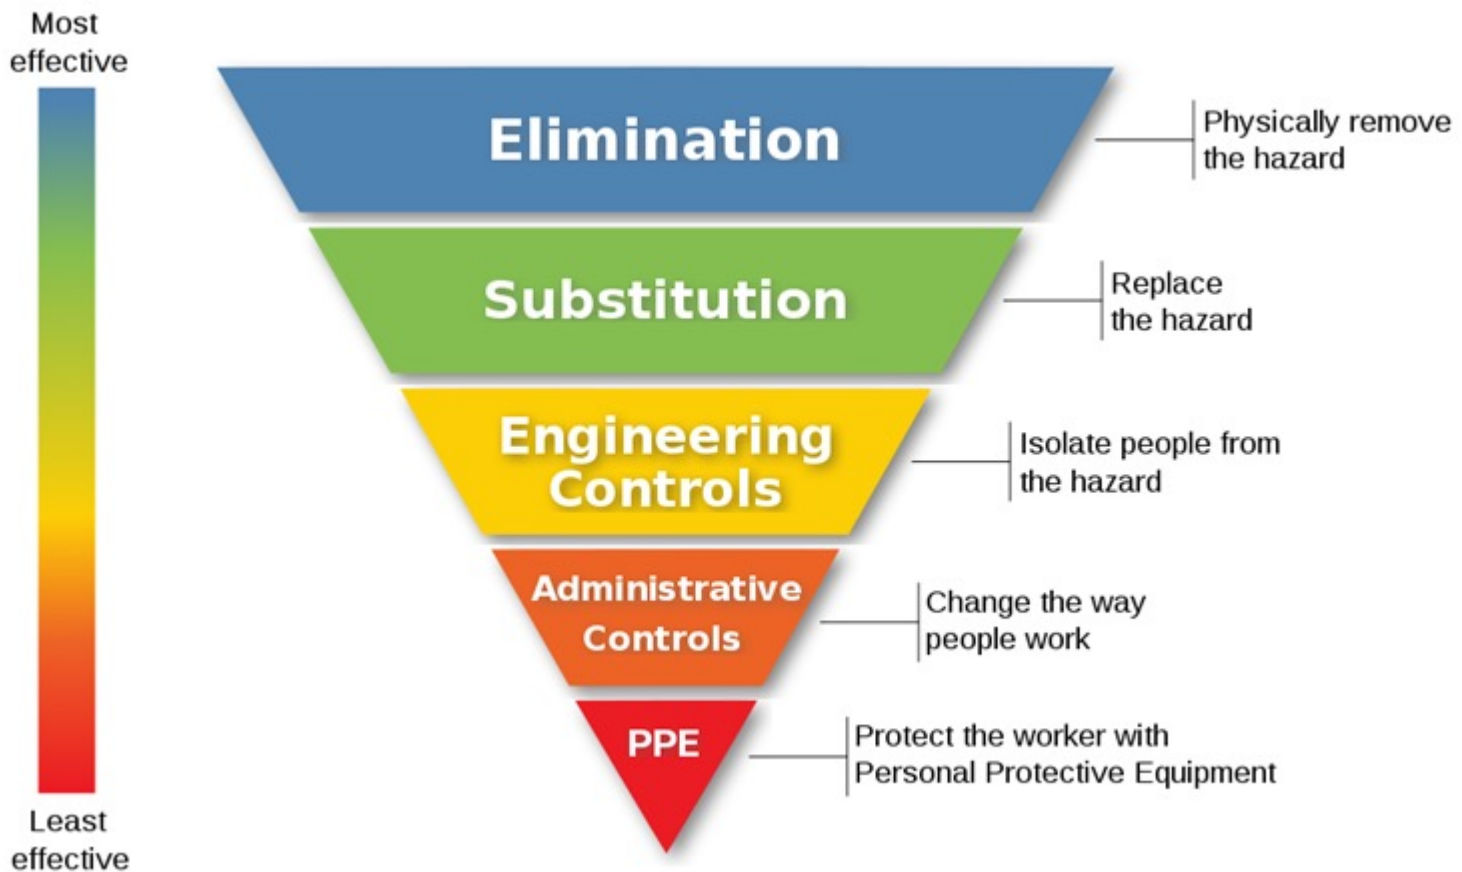 Most
effective
Elimination
Physically remove
the hazard
Substitution
Replace
the hazard
Engineering
Controls
Isolate people from
the hazard
Administrative
Controls
Change the way
people work
PPE
Protect the worker with
Personal Protective Equipment
Least
effective